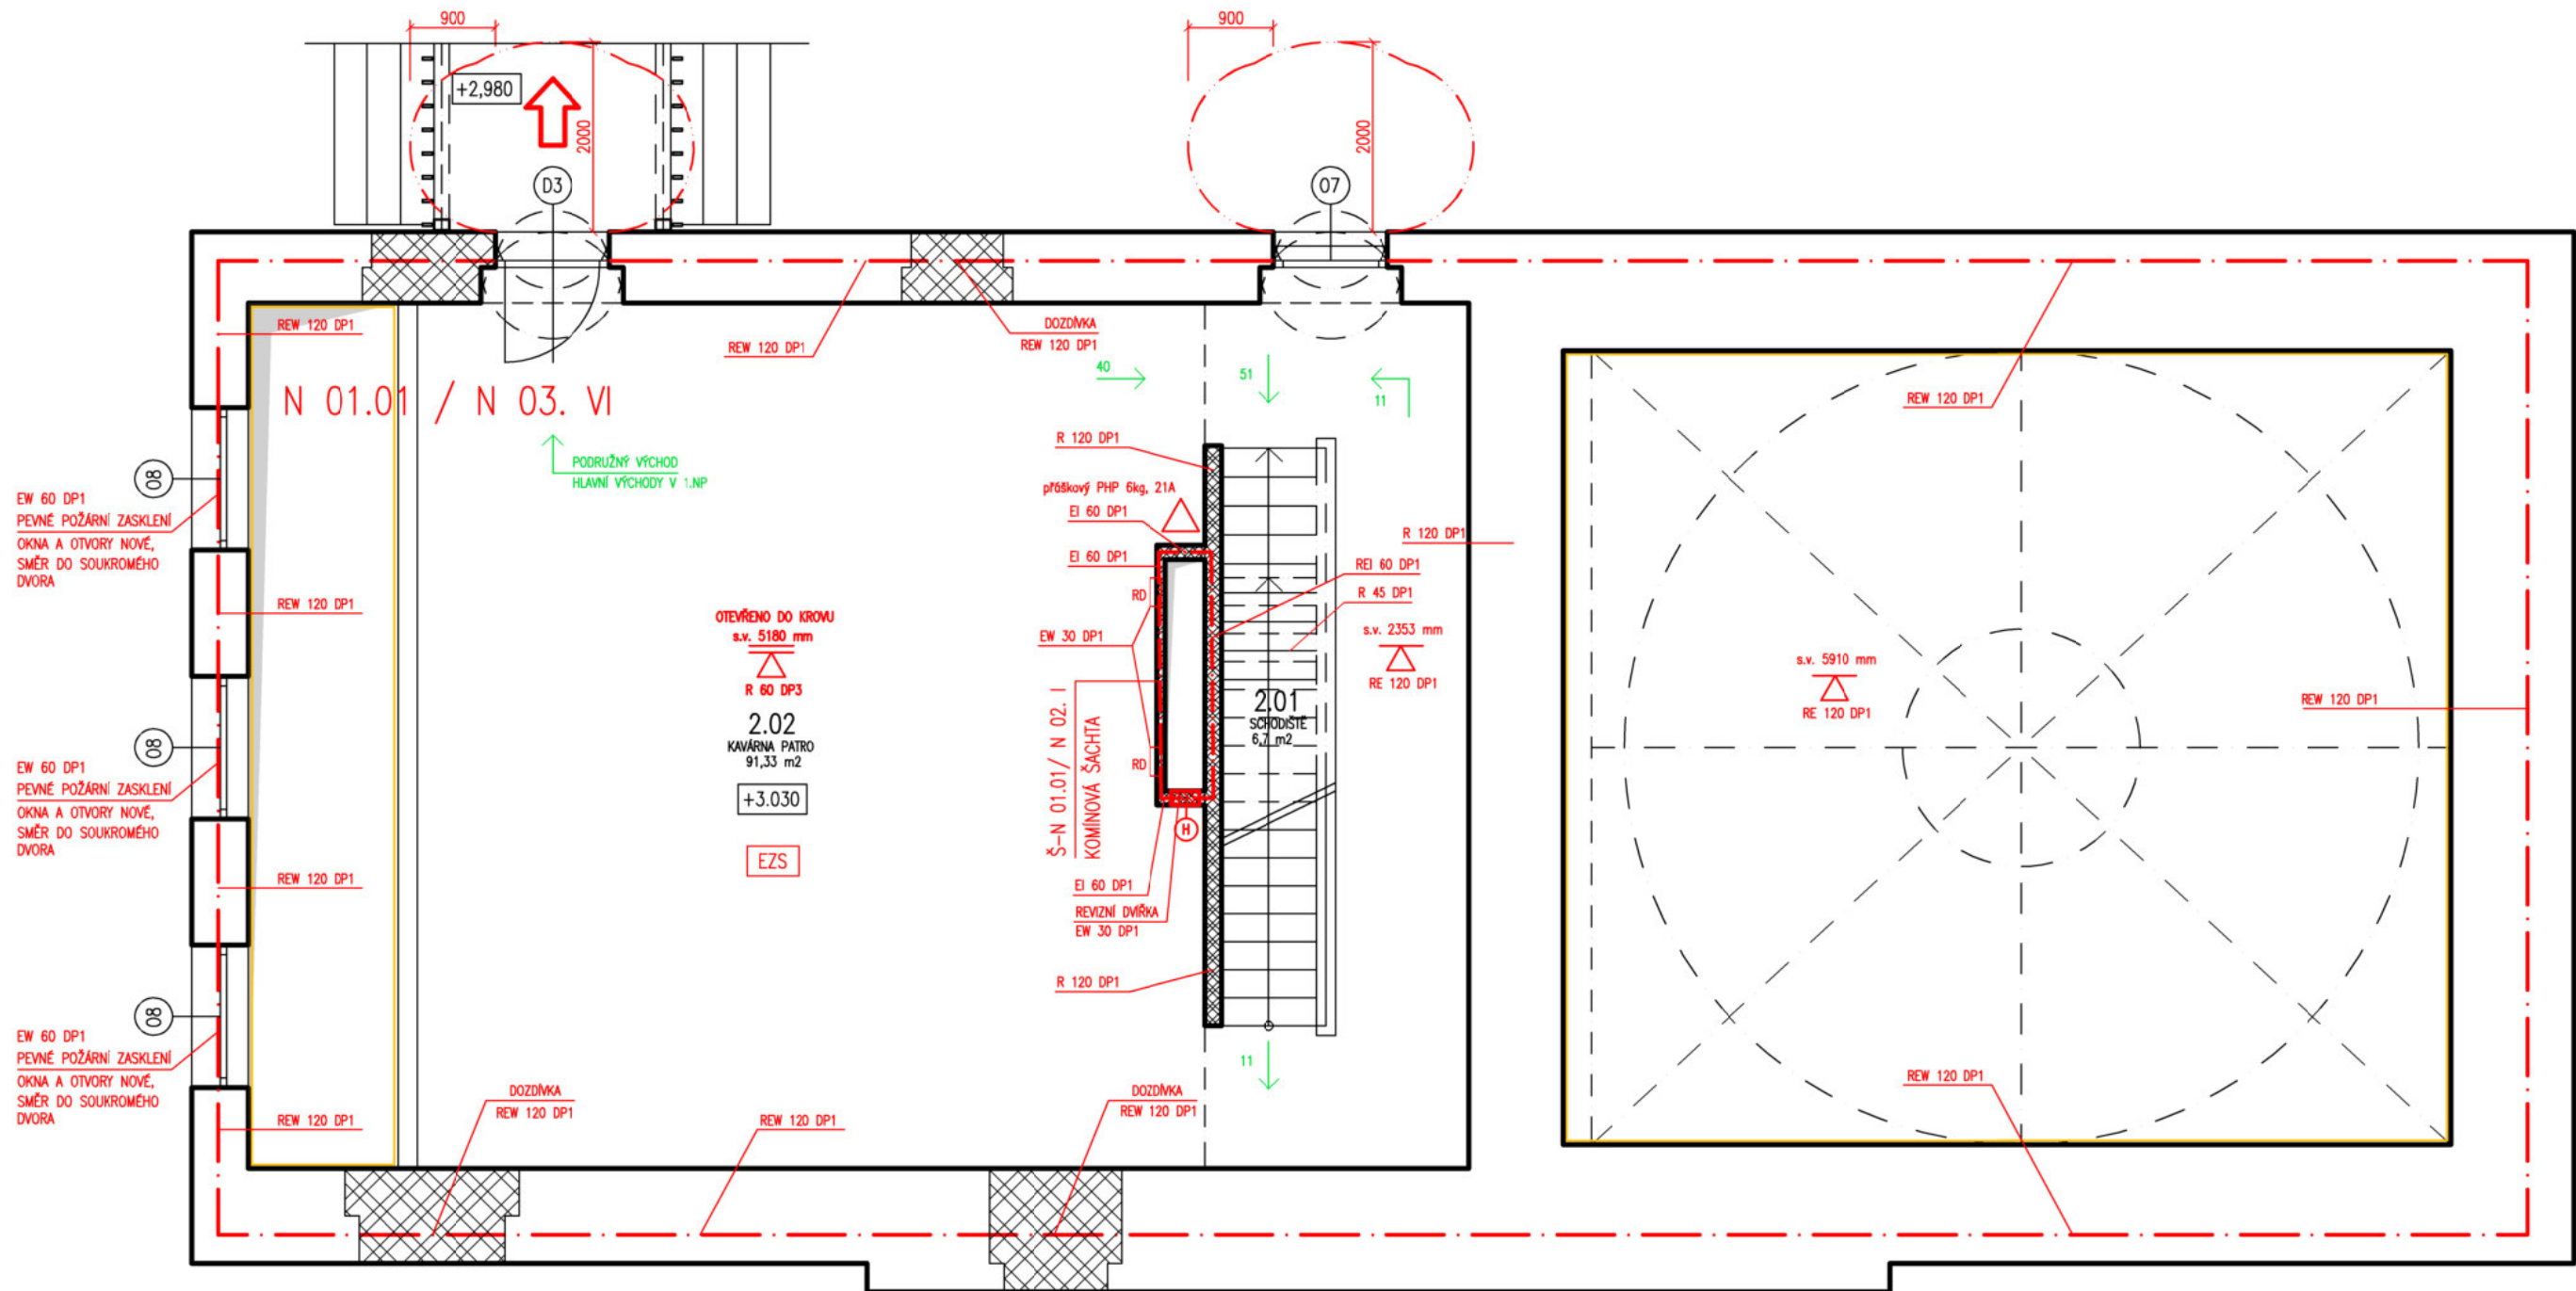 900
900
+2,980
2000
2000
D3
07
REW 120 DP1
REW 120 DP1
DOZDÍVKA
REW 120 DP1
40
51
11
REW 120 DP1
N 01.01 / N 03. VI
PODRUŽNÝ VÝCHOD
HLAVNÍ VÝCHODY V 1.NP
R 120 DP1
08
EW 60 DP1
PEVNÉ POŽÁRNÍ ZASKLENÍ
OKNA A OTVORY NOVÉ,
SMĚR DO SOUKROMÉHO
DVORA
práškový PHP 6kg, 21A
EI 60 DP1
EI 60 DP1
R 120 DP1
REI 60 DP1
R 45 DP1
RD
REW 120 DP1
OTEVŘENO DO KROVU
s.v. 5180 mm
R 60 DP3
EW 30 DP1
s.v. 2353 mm
RE 120 DP1
s.v. 5910 mm
RE 120 DP1
REW 120 DP1
2.02
KAVÁRNA PATRO
91,33 m2
+3.030
EZS
2.01
SCHODIŠTĚ
6,7 m2
Š-N 01.01/ N 02. I
KOMÍNOVÁ ŠACHTA
RD
H
08
EW 60 DP1
PEVNÉ POŽÁRNÍ ZASKLENÍ
OKNA A OTVORY NOVÉ,
SMĚR DO SOUKROMÉHO
DVORA
REW 120 DP1
EI 60 DP1
REVIZNÍ DVÍŘKA
EW 30 DP1
R 120 DP1
08
EW 60 DP1
PEVNÉ POŽÁRNÍ ZASKLENÍ
OKNA A OTVORY NOVÉ,
SMĚR DO SOUKROMÉHO
DVORA
11
REW 120 DP1
DOZDÍVKA
REW 120 DP1
REW 120 DP1
DOZDÍVKA
REW 120 DP1
REW 120 DP1